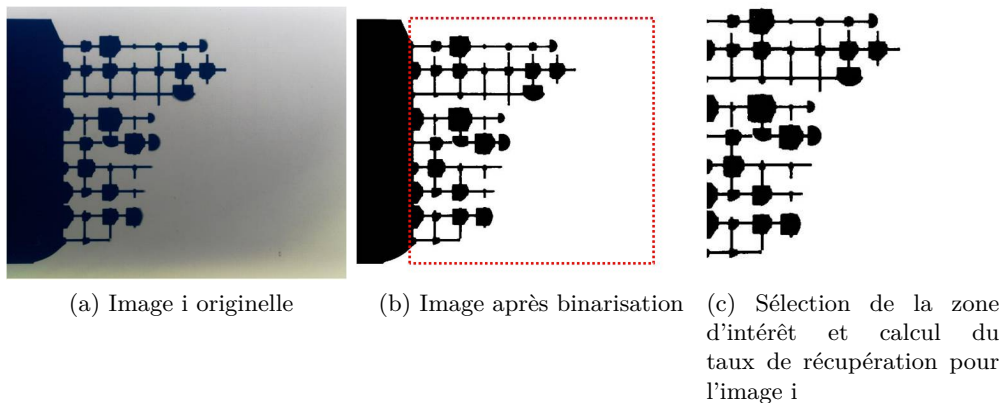 (a) Image i originelle
(b) Image après binarisation
(c) Sélection de la zone
d'intérêt et calcul du
taux de récupération pour
l'image i